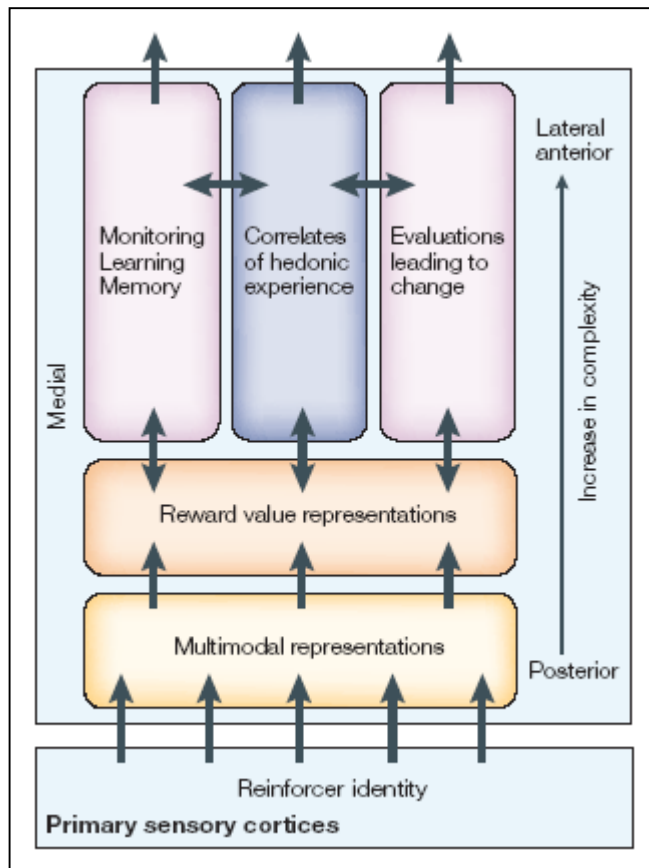 Lateral
anterior
Monitoring
Learning
Memory
Correlates
of hedonic
experience
Evaluations
leading to
change
Medial
Increase in complexity
Reward value representations
Multimodal representations
Posterior
Reinforcer identity
Primary sensory cortices